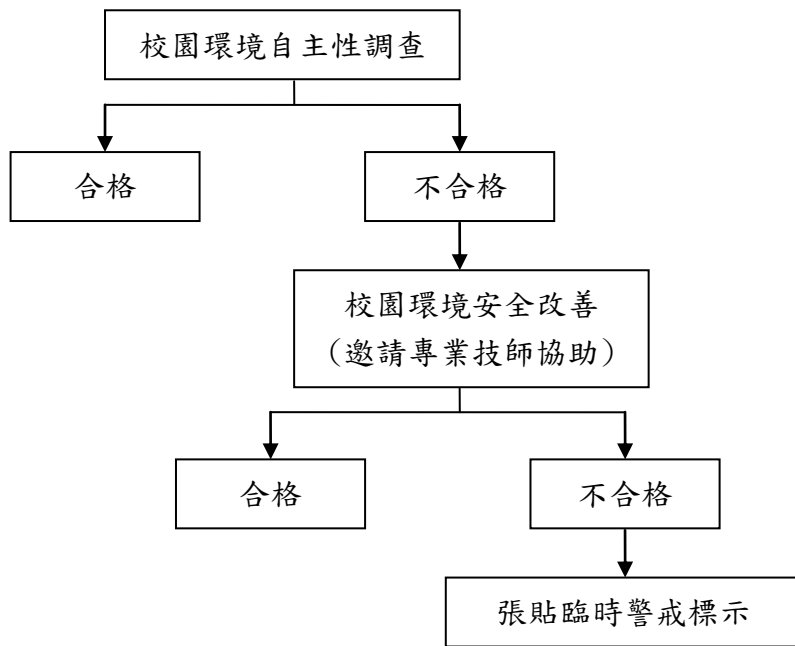 校園環境自主性調查
合格
不合格
校園環境安全改善
（邀請專業技師協助）
合格
不合格
張貼臨時警戒標示